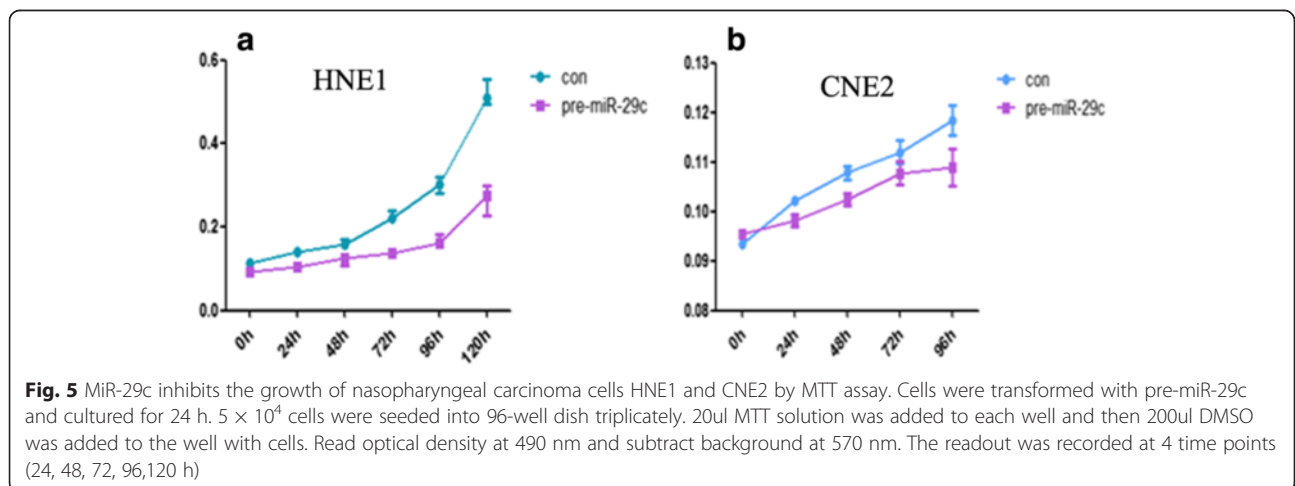 a
HNE1
con
pre-miR-29c
0.6
0.4
0.2
0.0
0h
24h
48h
72h
96h
120h
b
CNE2
con
pre-miR-29c
0.13
0.12
0.11
0.10
0.09
0.08
0h
24h
48h
72h
96h
Fig. 5 MiR-29c inhibits the growth of nasopharyngeal carcinoma cells HNE1 and CNE2 by MTT assay. Cells were transformed with pre-miR-29c
and cultured for 24 h. 5 × 10⁴ cells were seeded into 96-well dish triplicately. 20ul MTT solution was added to each well and then 200ul DMSO
was added to the well with cells. Read optical density at 490 nm and subtract background at 570 nm. The readout was recorded at 4 time points
(24, 48, 72, 96,120 h)